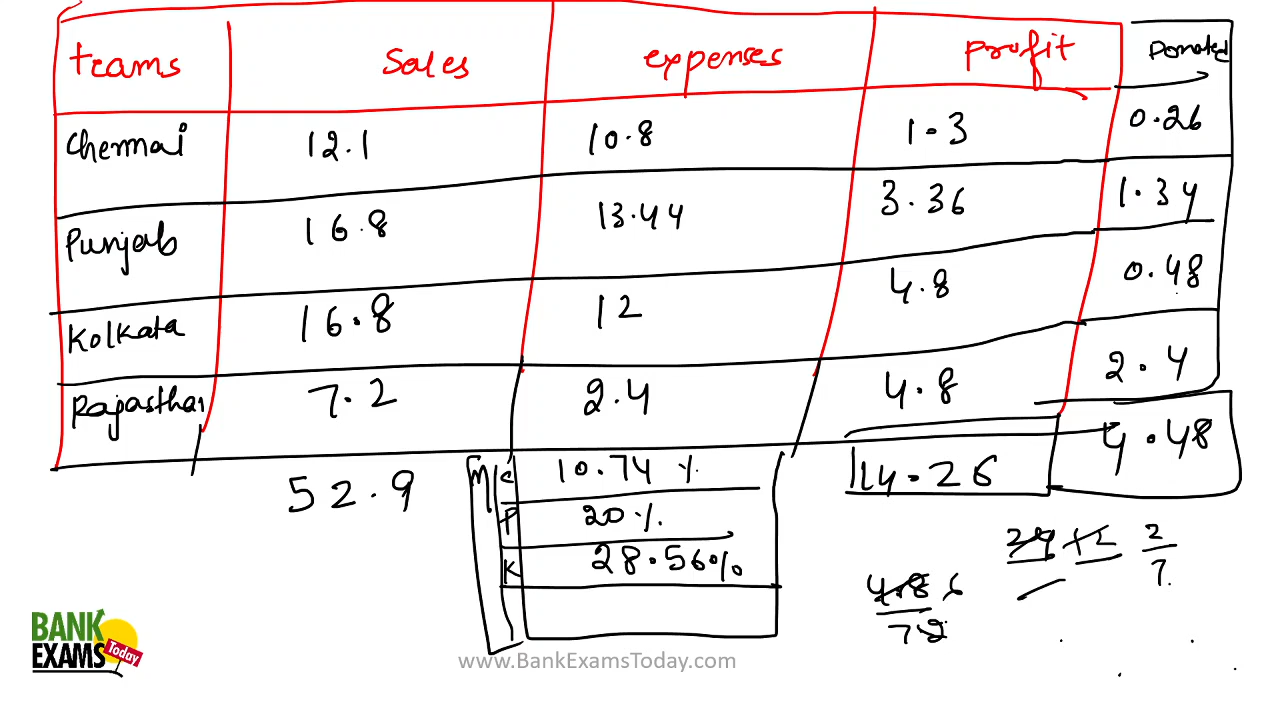 teams Sales expenses Profit Donated
Chennai 12.1 10.8 1.3 0.26
Punjab 16.8 13.44 3.36 1.34
Kolkata 16.8 12 4.8 0.48
Rajasthan 7.2 2.4 4.8 2.4
52.9 14.26 4.48
M C 10.74 %
P 20 %
K 28.56%
2
7
4.8
72
BANK
EXAMS Today
www.BankExamsToday.com